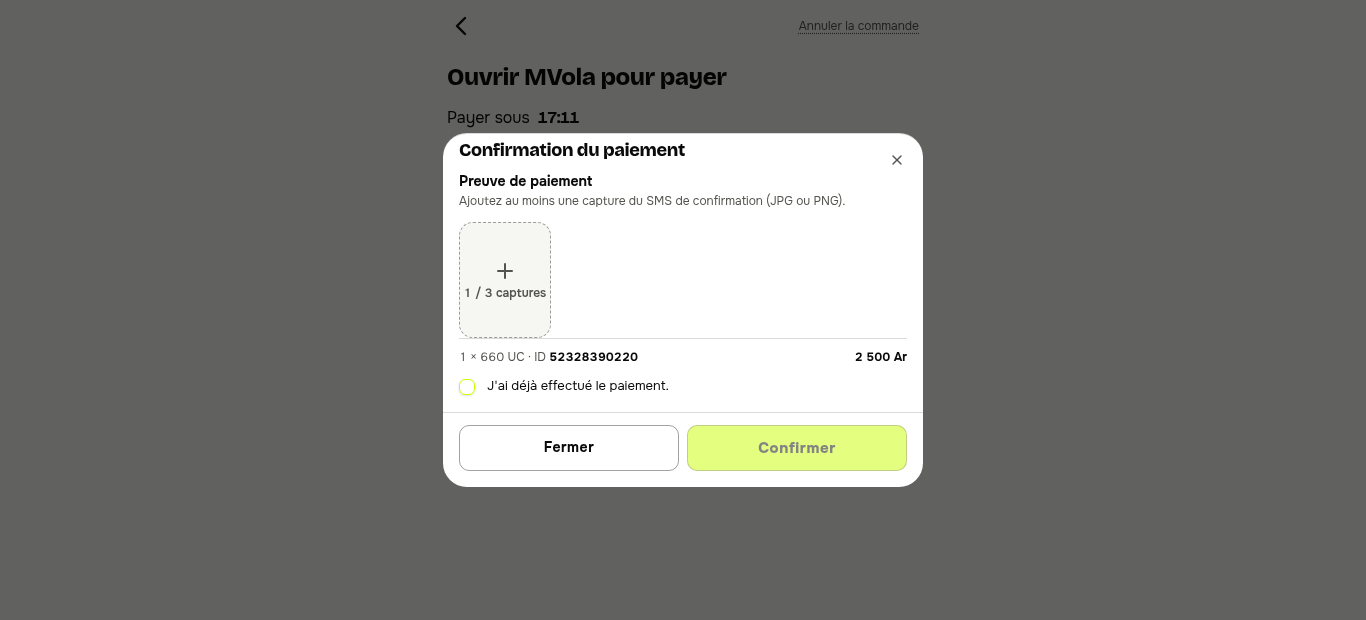 Annuler la commande
Ouvrir MVola pour payer
Payer sous 17:11
Confirmation du paiement
Preuve de paiement
Ajoutez au moins une capture du SMS de confirmation (JPG ou PNG).
1 / 3 captures
1 × 660 UC · ID 52328390220 2 500 Ar
J'ai déjà effectué le paiement.
Fermer Confirmer